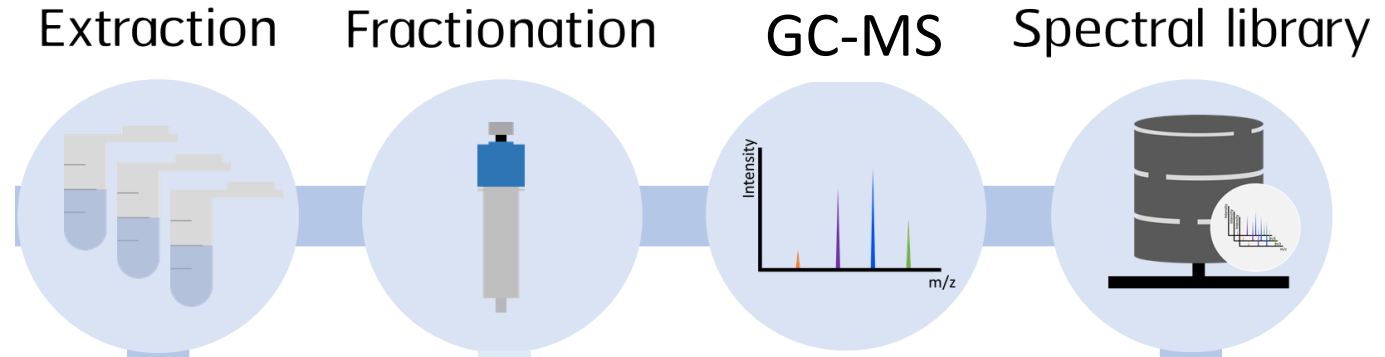 Extraction
Fractionation
GC-MS
Spectral library
Intensity
m/z